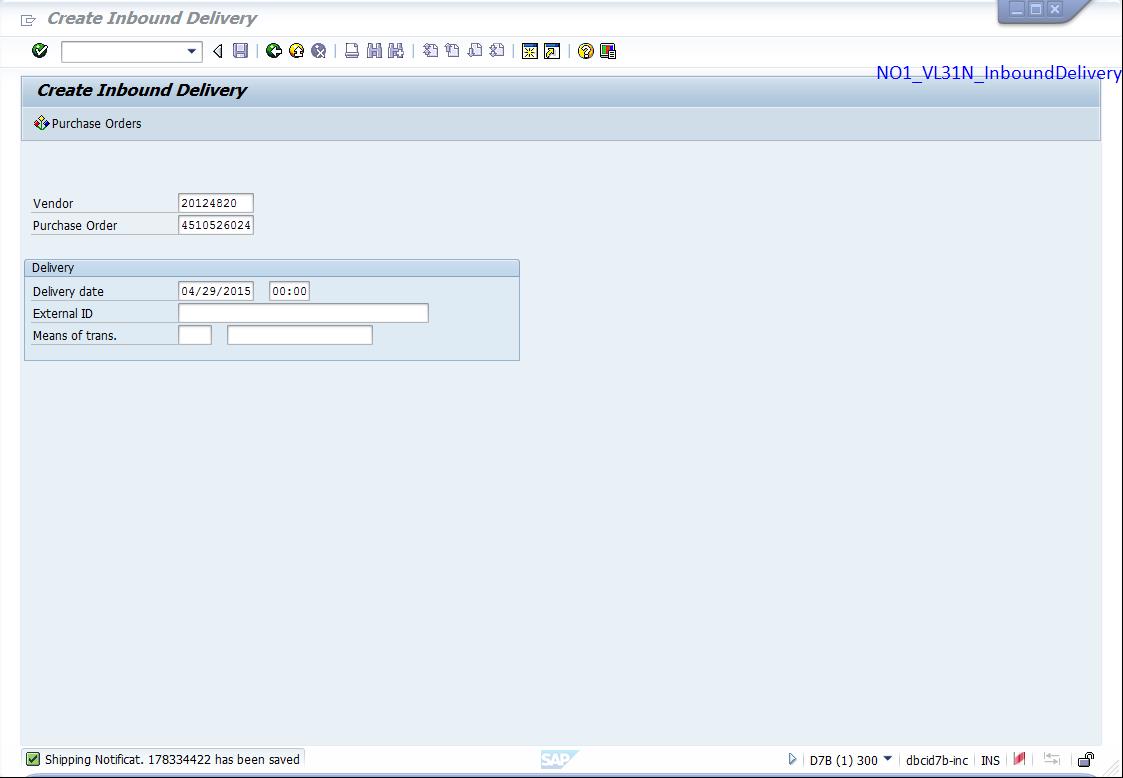 Create Inbound Delivery
NO1_VL31N_InboundDelivery
Create Inbound Delivery
Purchase Orders
Vendor 20124820
Purchase Order 4510526024
Delivery
Delivery date 04/29/2015 00:00
External ID
Means of trans.
Shipping Notificat. 178334422 has been saved SAP D7B (1) 300 dbcid7b-inc INS